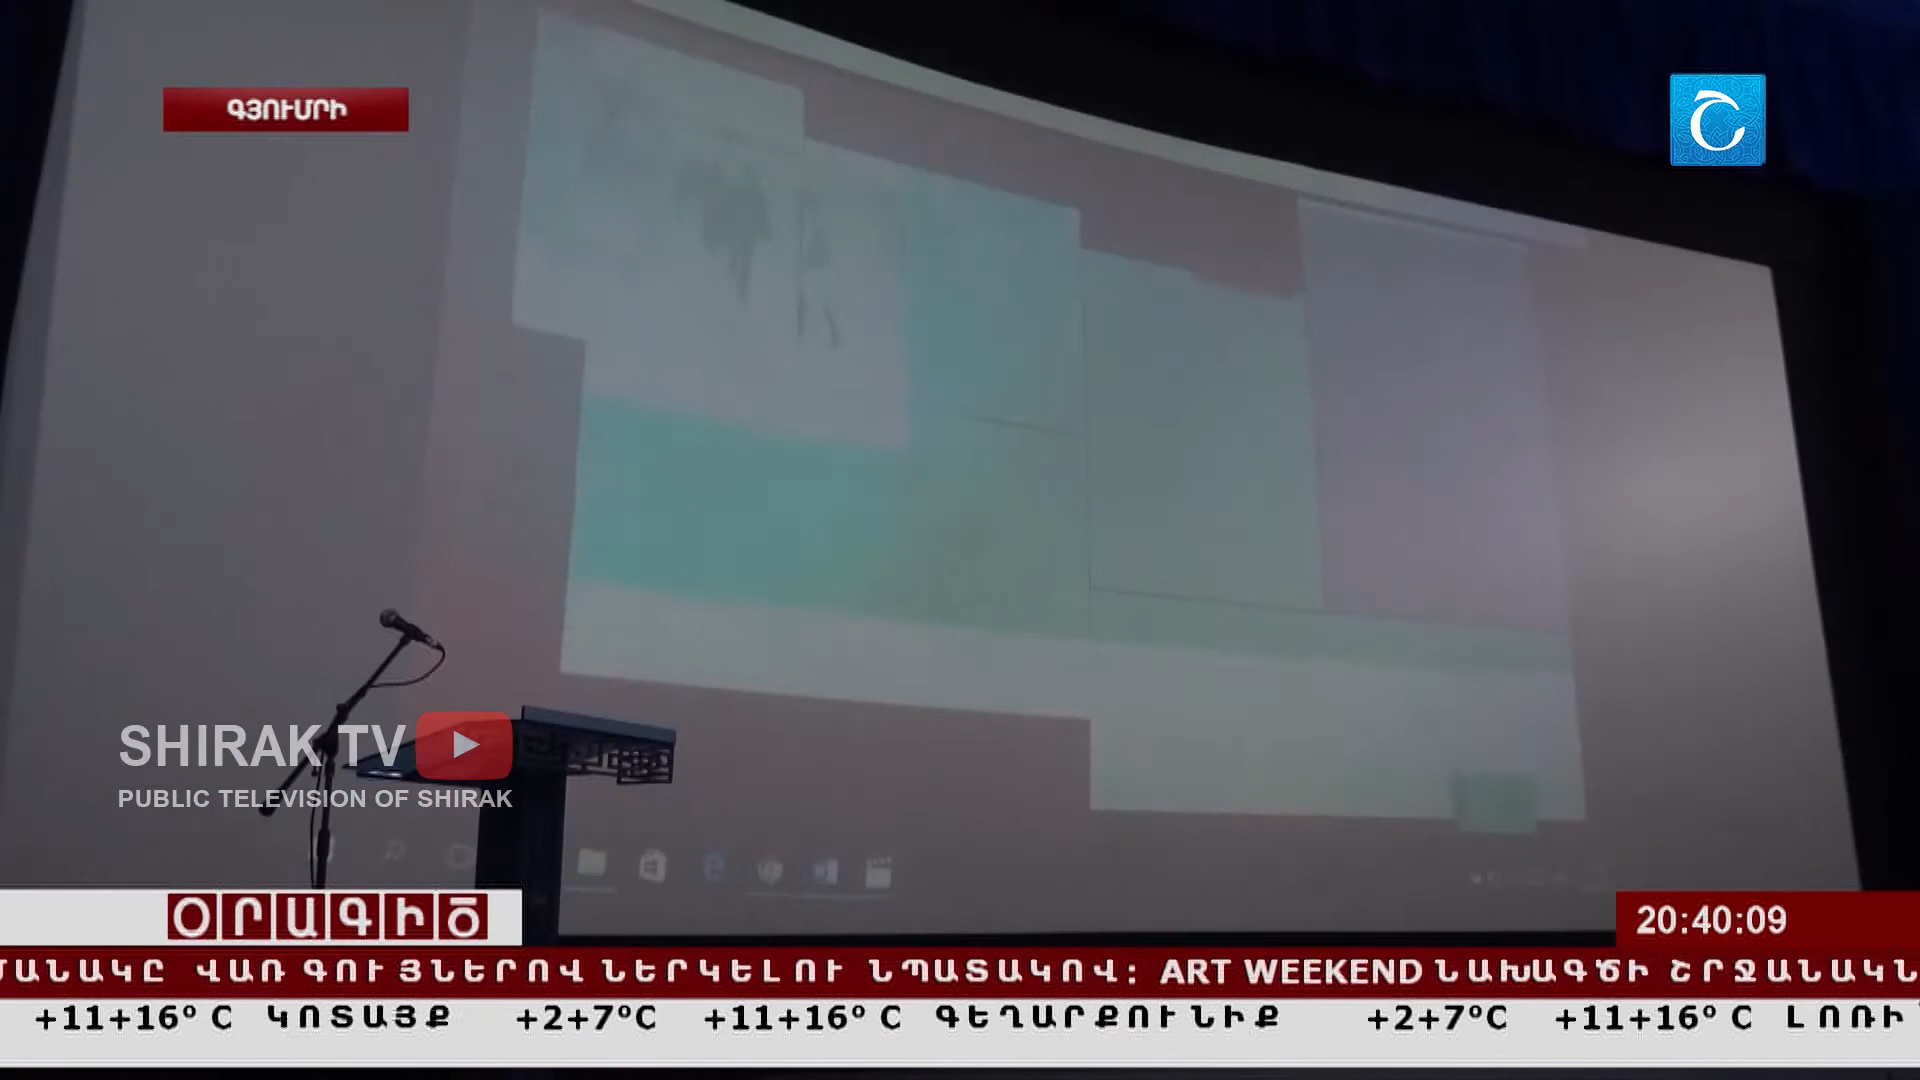 ԳՅՈՒՄՐԻ
SHIRAK TV
PUBLIC TELEVISION OF SHIRAK
ՕՐԱԳԻԾ
20:40:09
ՎԱՌ ԳՈՒՅՆԵՐՈՎ ՆԵՐԿԵԼՈՒ ՆՊԱՏԱԿՈՎ: ART WEEKEND ՆԱԽԱԳԾԻ ՇՐՋԱՆԱԿՆ
+11+16°C ԿՈՏԱՅՔ +2+7°C +11+16°C ԳԵՂԱՐՔՈՒՆԻՔ +2+7°C +11+16°C ԼՈՌԻ